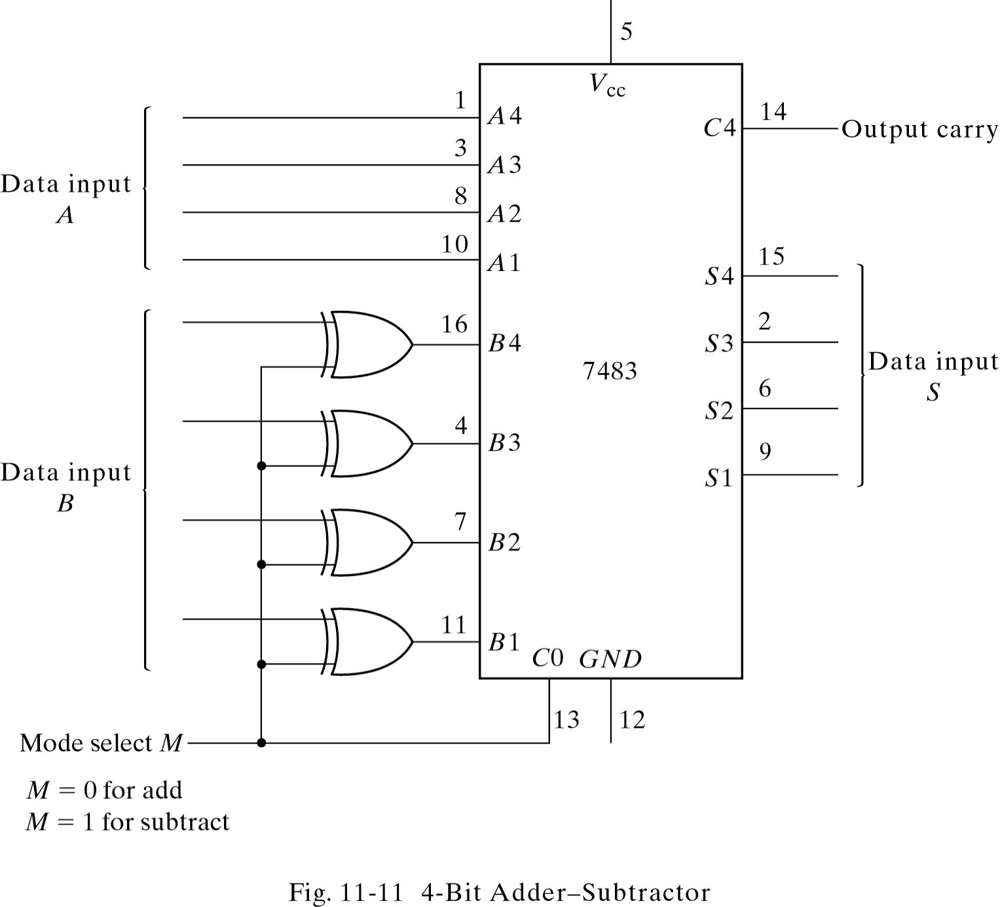 5
Vcc
1
A4
14
C4
Output carry
3
A3
Data input
A
8
A2
10
A1
15
S4
16
B4
2
S3
7483
Data input
S
6
S2
4
B3
9
S1
Data input
B
7
B2
11
B1
C0 GND
13
12
Mode select M
M = 0 for add
M = 1 for subtract
Fig. 11-11 4-Bit Adder–Subtractor